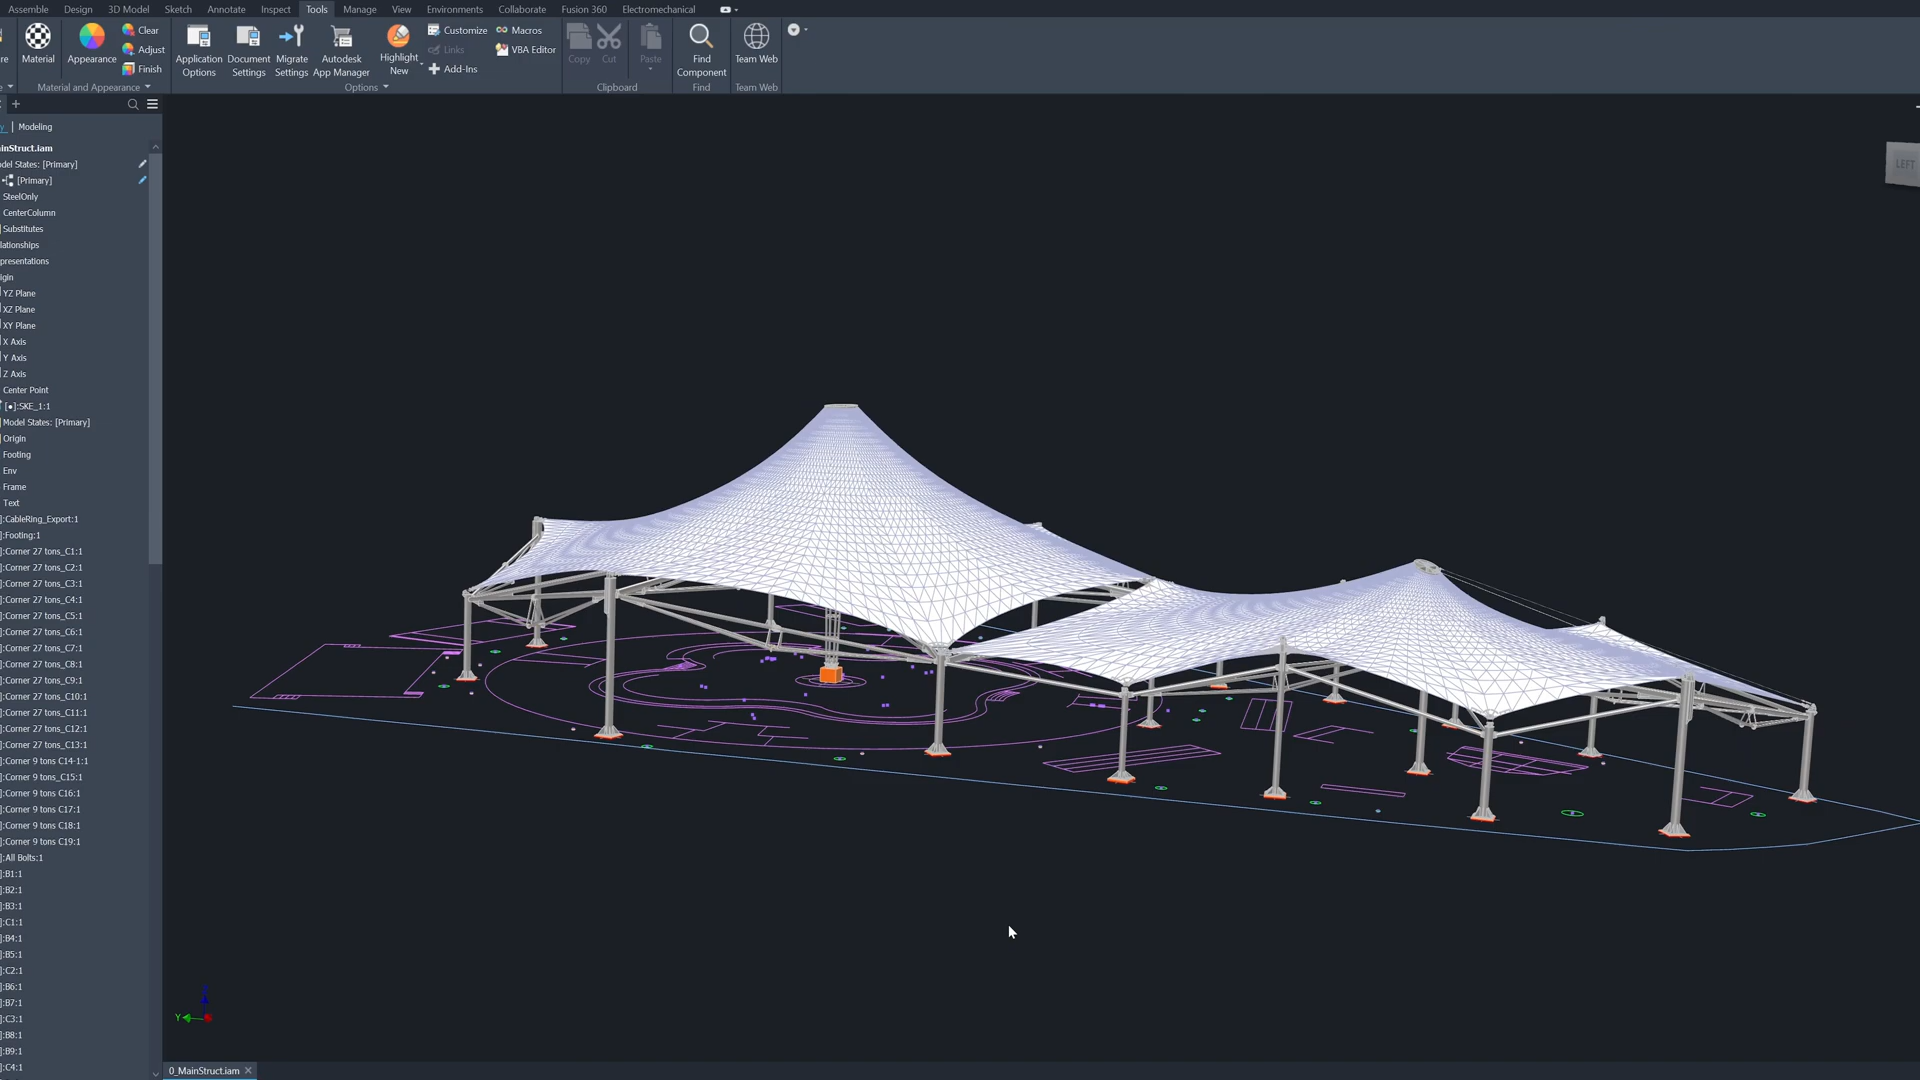 Assemble Design 3D Model Sketch Annotate Inspect Tools Manage View Environments Collaborate Fusion 360 Electromechanical
Material
Appearance
Clear
Adjust
Finish
Application Options
Document Settings
Migrate Settings
Autodesk App Manager
Highlight New
Customize
Links
Add-Ins
Macros
VBA Editor
Copy
Cut
Paste
Find Component
Team Web
Material and Appearance
Options
Clipboard
Find
Team Web
Modeling
ainStruct.iam
odel States: [Primary]
[Primary]
SteelOnly
CenterColumn
Substitutes
lationships
presentations
igin
YZ Plane
XZ Plane
XY Plane
X Axis
Y Axis
Z Axis
Center Point
[●]:SKE_1:1
Model States: [Primary]
Origin
Footing
Env
Frame
Text
]:CableRing_Export:1
]:Footing:1
]:Corner 27 tons_C1:1
]:Corner 27 tons_C2:1
]:Corner 27 tons_C3:1
]:Corner 27 tons_C4:1
]:Corner 27 tons_C5:1
]:Corner 27 tons_C6:1
]:Corner 27 tons_C7:1
]:Corner 27 tons_C8:1
]:Corner 27 tons_C9:1
]:Corner 27 tons_C10:1
]:Corner 27 tons_C11:1
]:Corner 27 tons_C12:1
]:Corner 27 tons_C13:1
]:Corner 9 tons C14-1:1
]:Corner 9 tons_C15:1
]:Corner 9 tons C16:1
]:Corner 9 tons C17:1
]:Corner 9 tons C18:1
]:Corner 9 tons C19:1
]:All Bolts:1
]:B1:1
]:B2:1
]:B3:1
]:C1:1
]:B4:1
]:B5:1
]:C2:1
]:B6:1
]:B7:1
]:C3:1
]:B8:1
]:B9:1
]:C4:1
LEFT
Y
0_MainStruct.iam